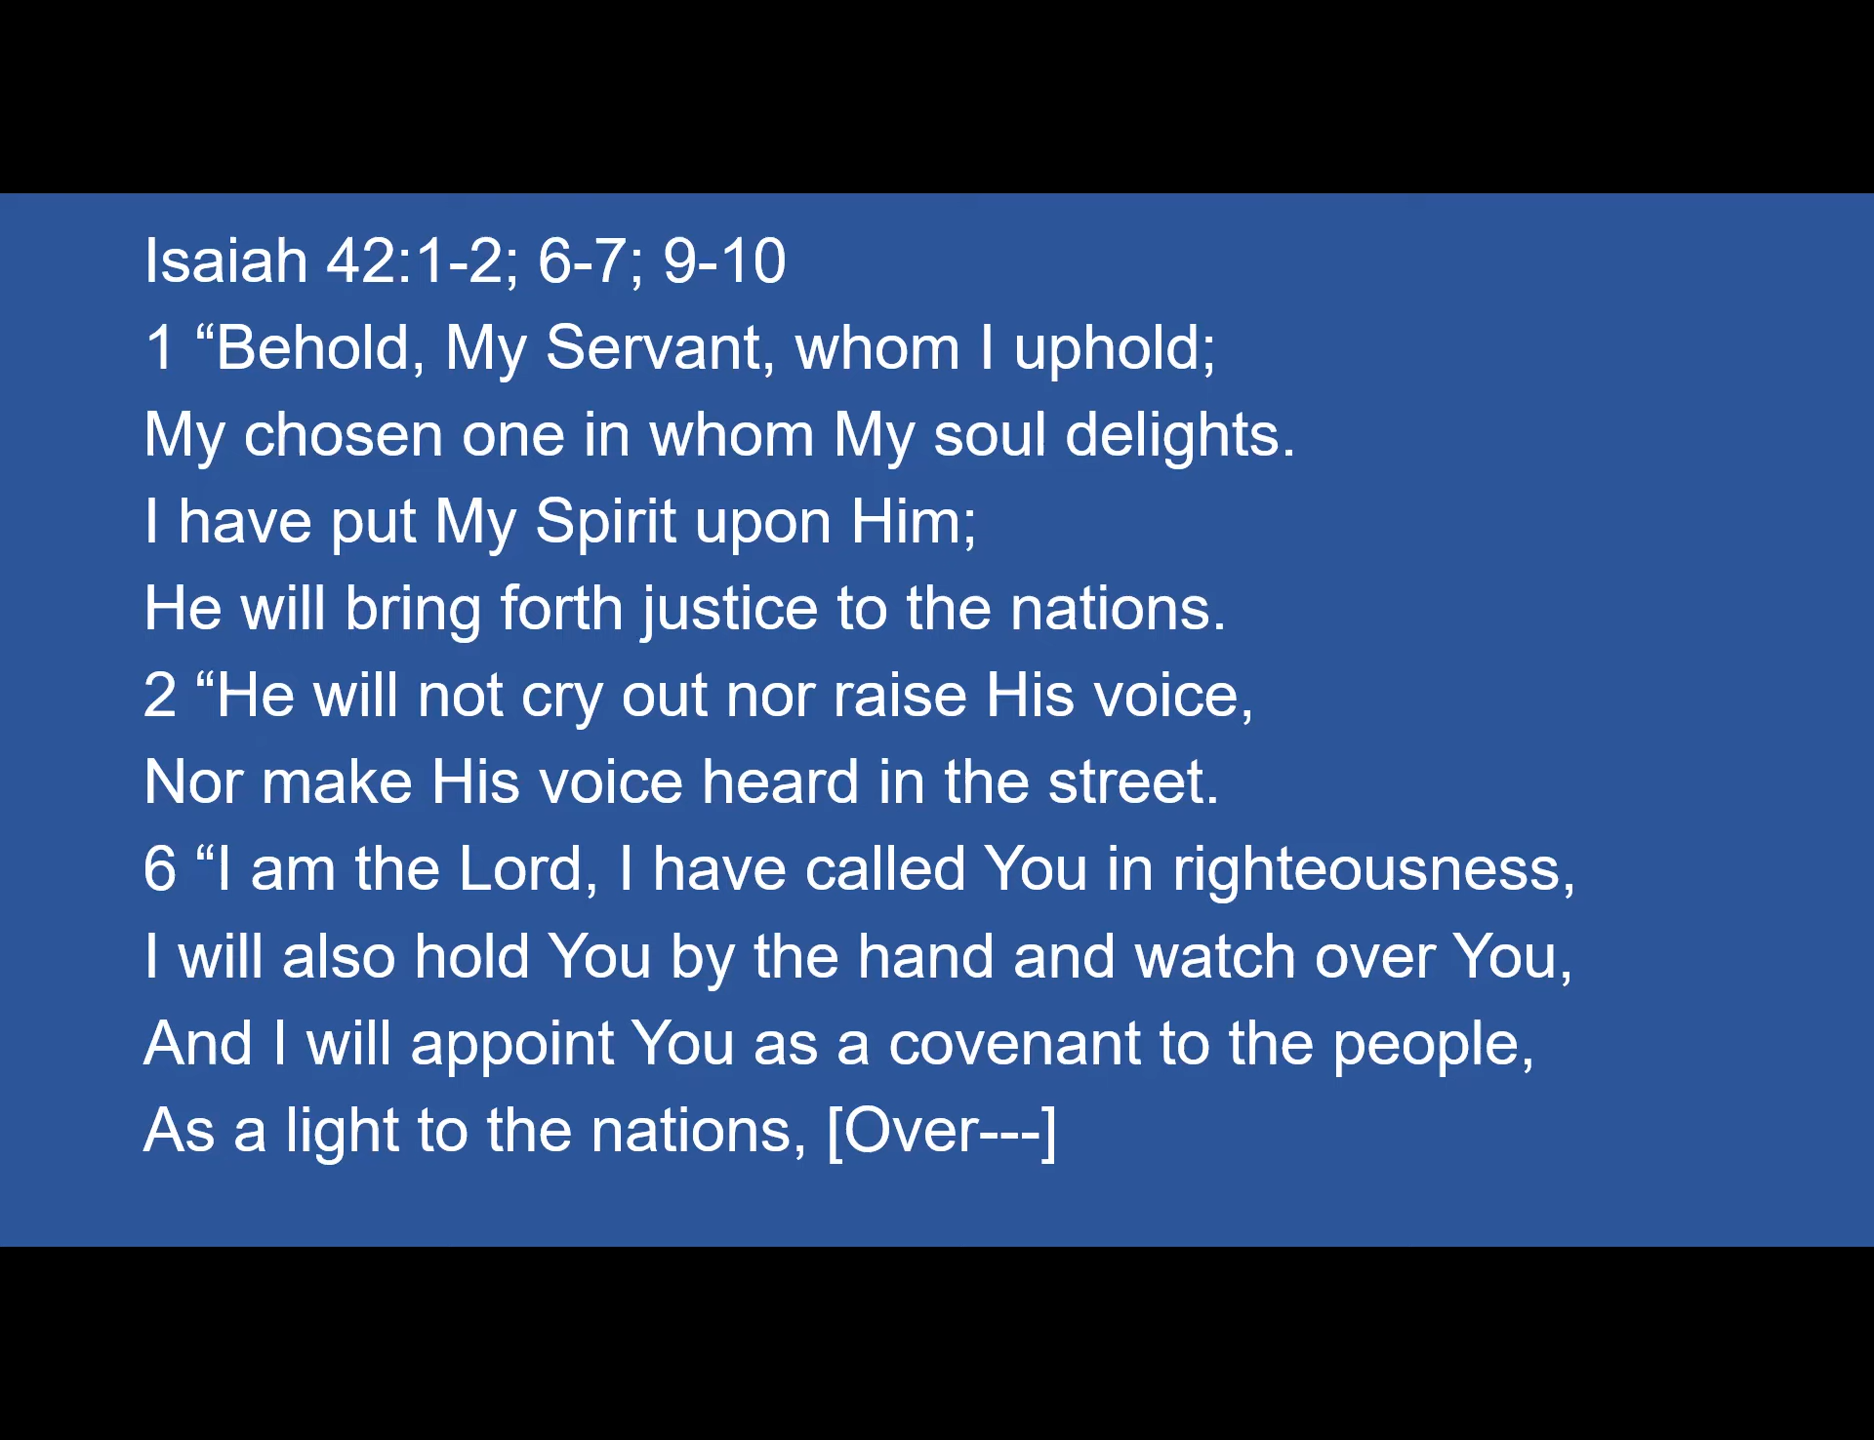 Isaiah 42:1-2; 6-7; 9-10
1 “Behold, My Servant, whom I uphold;
My chosen one in whom My soul delights.
I have put My Spirit upon Him;
He will bring forth justice to the nations.
2 “He will not cry out nor raise His voice,
Nor make His voice heard in the street.
6 “I am the Lord, I have called You in righteousness,
I will also hold You by the hand and watch over You,
And I will appoint You as a covenant to the people,
As a light to the nations, [Over---]